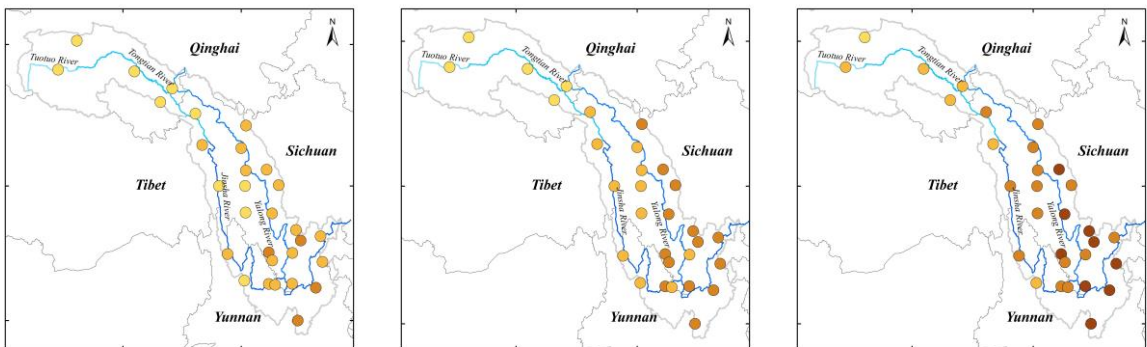 N
Qinghai
Tuotuo River
Tongtian River
Sichuan
Tibet
Jinsha River
Yalong River
Yunnan
N
Qinghai
Tuotuo River
Tongtian River
Sichuan
Tibet
Jinsha River
Yalong River
Yunnan
N
Qinghai
Tuotuo River
Tongtian River
Sichuan
Tibet
Jinsha River
Yalong River
Yunnan